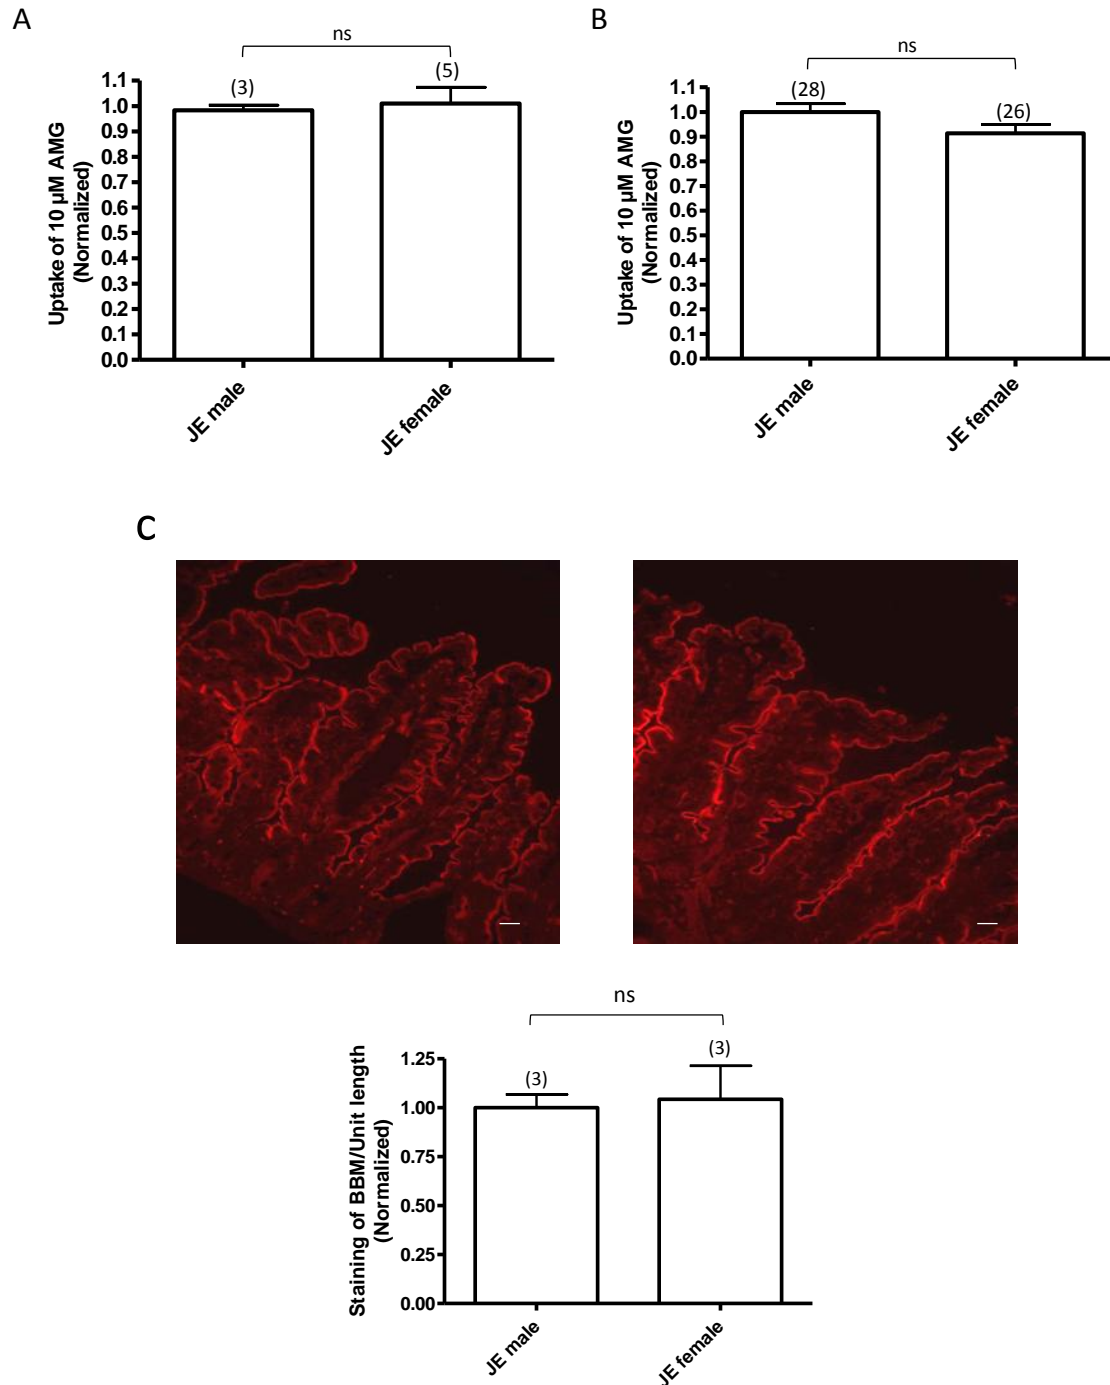 A
ns
(3)
(5)
1.1
1.0
0.9
0.8
0.7
0.6
0.5
0.4
0.3
0.2
0.1
0.0
Uptake of 10 µM AMG
(Normalized)
JE male
JE female
B
ns
(28)
(26)
1.1
1.0
0.9
0.8
0.7
0.6
0.5
0.4
0.3
0.2
0.1
0.0
Uptake of 10 µM AMG
(Normalized)
JE male
JE female
C
ns
(3)
(3)
1.25
1.00
0.75
0.50
0.25
0.00
Staining of BBM/Unit length
(Normalized)
JE male
JE female